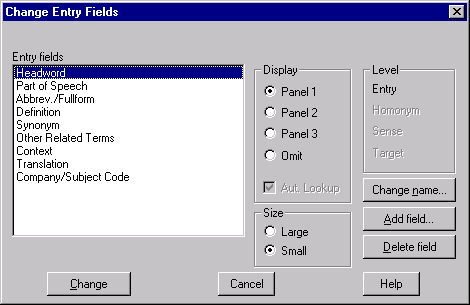 Change Entry Fields
Entry fields
Headword
Part of Speech
Abbrev./Fullform
Definition
Synonym
Other Related Terms
Context
Translation
Company/Subject Code
Display
Panel 1
Panel 2
Panel 3
Omit
Aut. Lookup
Size
Large
Small
Level
Entry
Homonym
Sense
Target
Change name...
Add field...
Delete field
Change
Cancel
Help